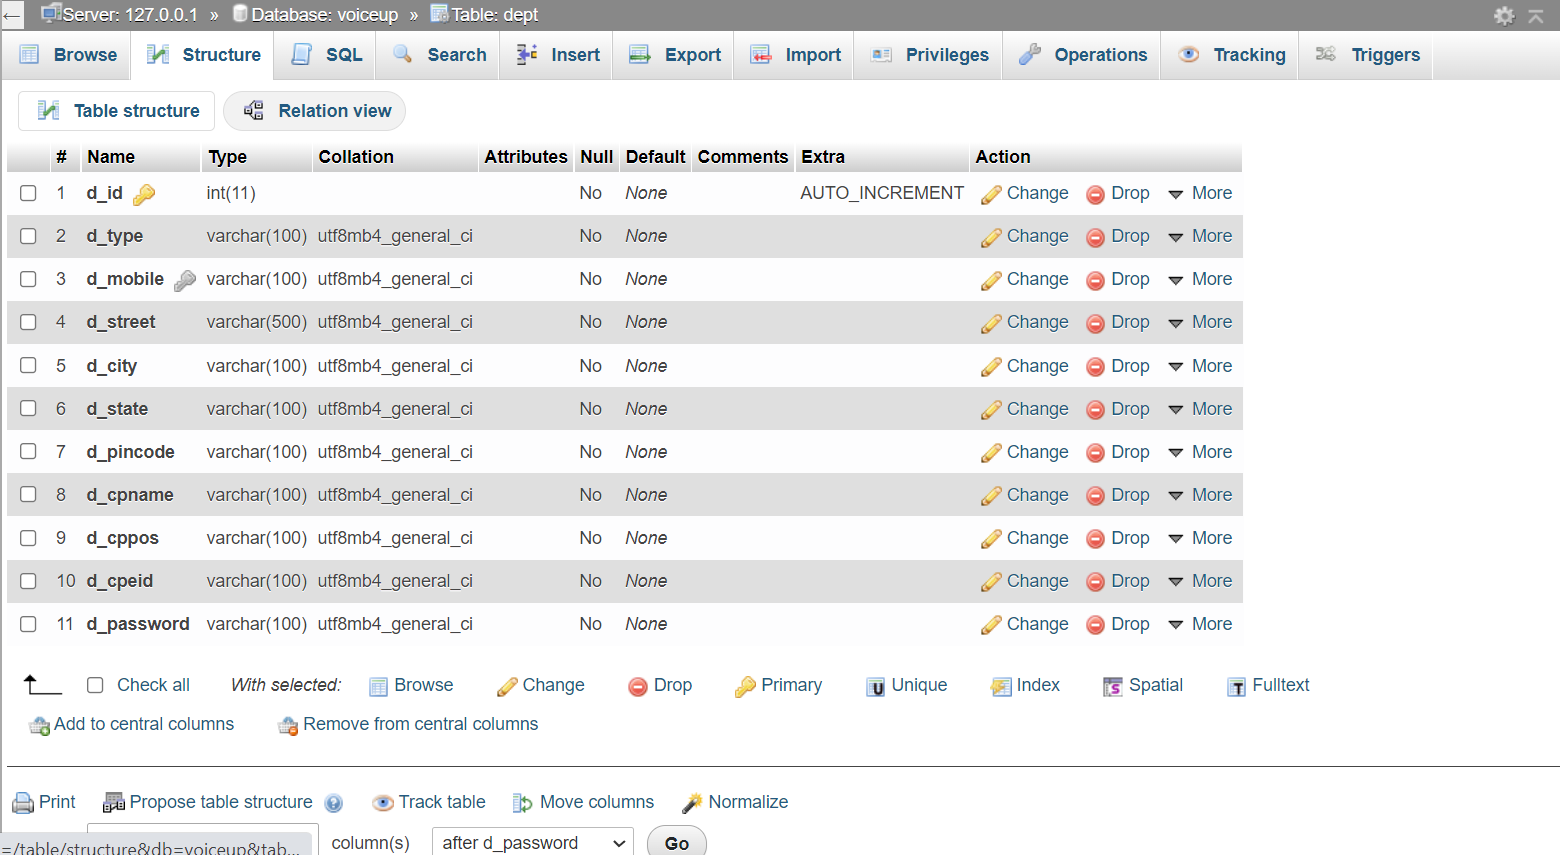 Server: 127.0.0.1 » Database: voiceup » Table: dept
Browse Structure SQL Search Insert Export Import Privileges Operations Tracking Triggers
Table structure Relation view
# Name Type Collation Attributes Null Default Comments Extra Action
1 d_id int(11) No None AUTO_INCREMENT Change Drop More
2 d_type varchar(100) utf8mb4_general_ci No None Change Drop More
3 d_mobile varchar(100) utf8mb4_general_ci No None Change Drop More
4 d_street varchar(500) utf8mb4_general_ci No None Change Drop More
5 d_city varchar(100) utf8mb4_general_ci No None Change Drop More
6 d_state varchar(100) utf8mb4_general_ci No None Change Drop More
7 d_pincode varchar(100) utf8mb4_general_ci No None Change Drop More
8 d_cpname varchar(100) utf8mb4_general_ci No None Change Drop More
9 d_cppos varchar(100) utf8mb4_general_ci No None Change Drop More
10 d_cpeid varchar(100) utf8mb4_general_ci No None Change Drop More
11 d_password varchar(100) utf8mb4_general_ci No None Change Drop More
Check all With selected: Browse Change Drop Primary Unique Index Spatial Fulltext
Add to central columns Remove from central columns
Print Propose table structure Track table Move columns Normalize
=/table/structure&db=voiceup&tab... column(s) after d_password Go